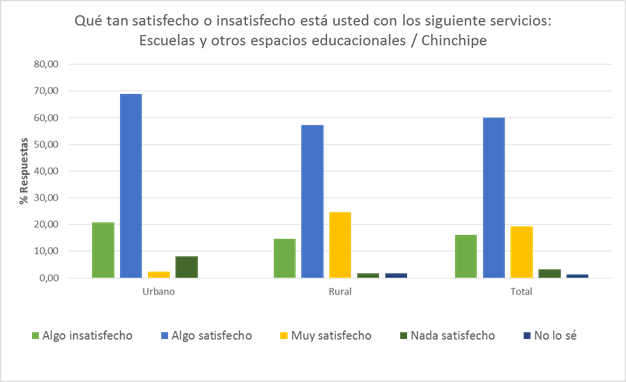 Qué tan satisfecho o insatisfecho está usted con los siguiente servicios:
Escuelas y otros espacios educacionales / Chinchipe
80,00
70,00
60,00
50,00
40,00
30,00
20,00
10,00
0,00
% Respuestas
Urbano Rural Total
Algo insatisfecho Algo satisfecho Muy satisfecho Nada satisfecho No lo sé